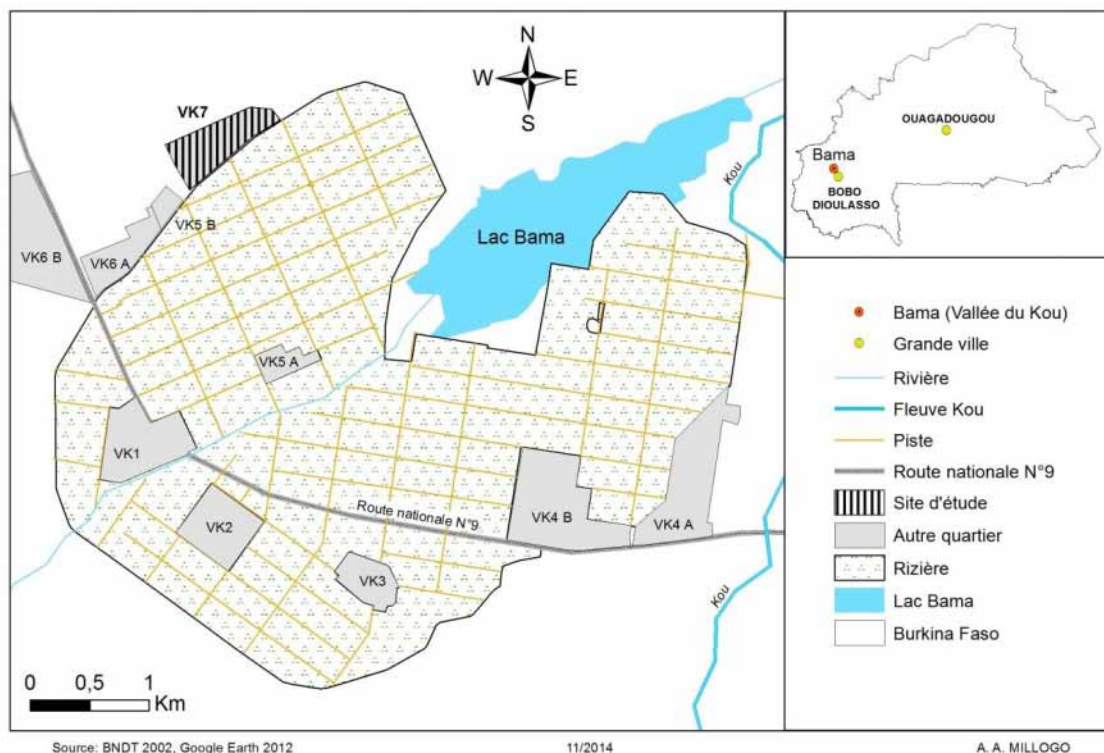 N
W E
S
VK7
VK5 B
VK6 B
VK6 A
Lac Bama
Kou
VK5 A
VK1
VK2
Route nationale N°9
VK4 B
VK4 A
VK3
Kou
0 0,5 1
Km
OUAGADOUGOU
Bama
BOBO
DIOULASSO
Bama (Vallée du Kou)
Grande ville
Rivière
Fleuve Kou
Piste
Route nationale N°9
Site d'étude
Autre quartier
Rizière
Lac Bama
Burkina Faso
Source: BNDT 2002, Google Earth 2012 11/2014 A. A. MILLOGO